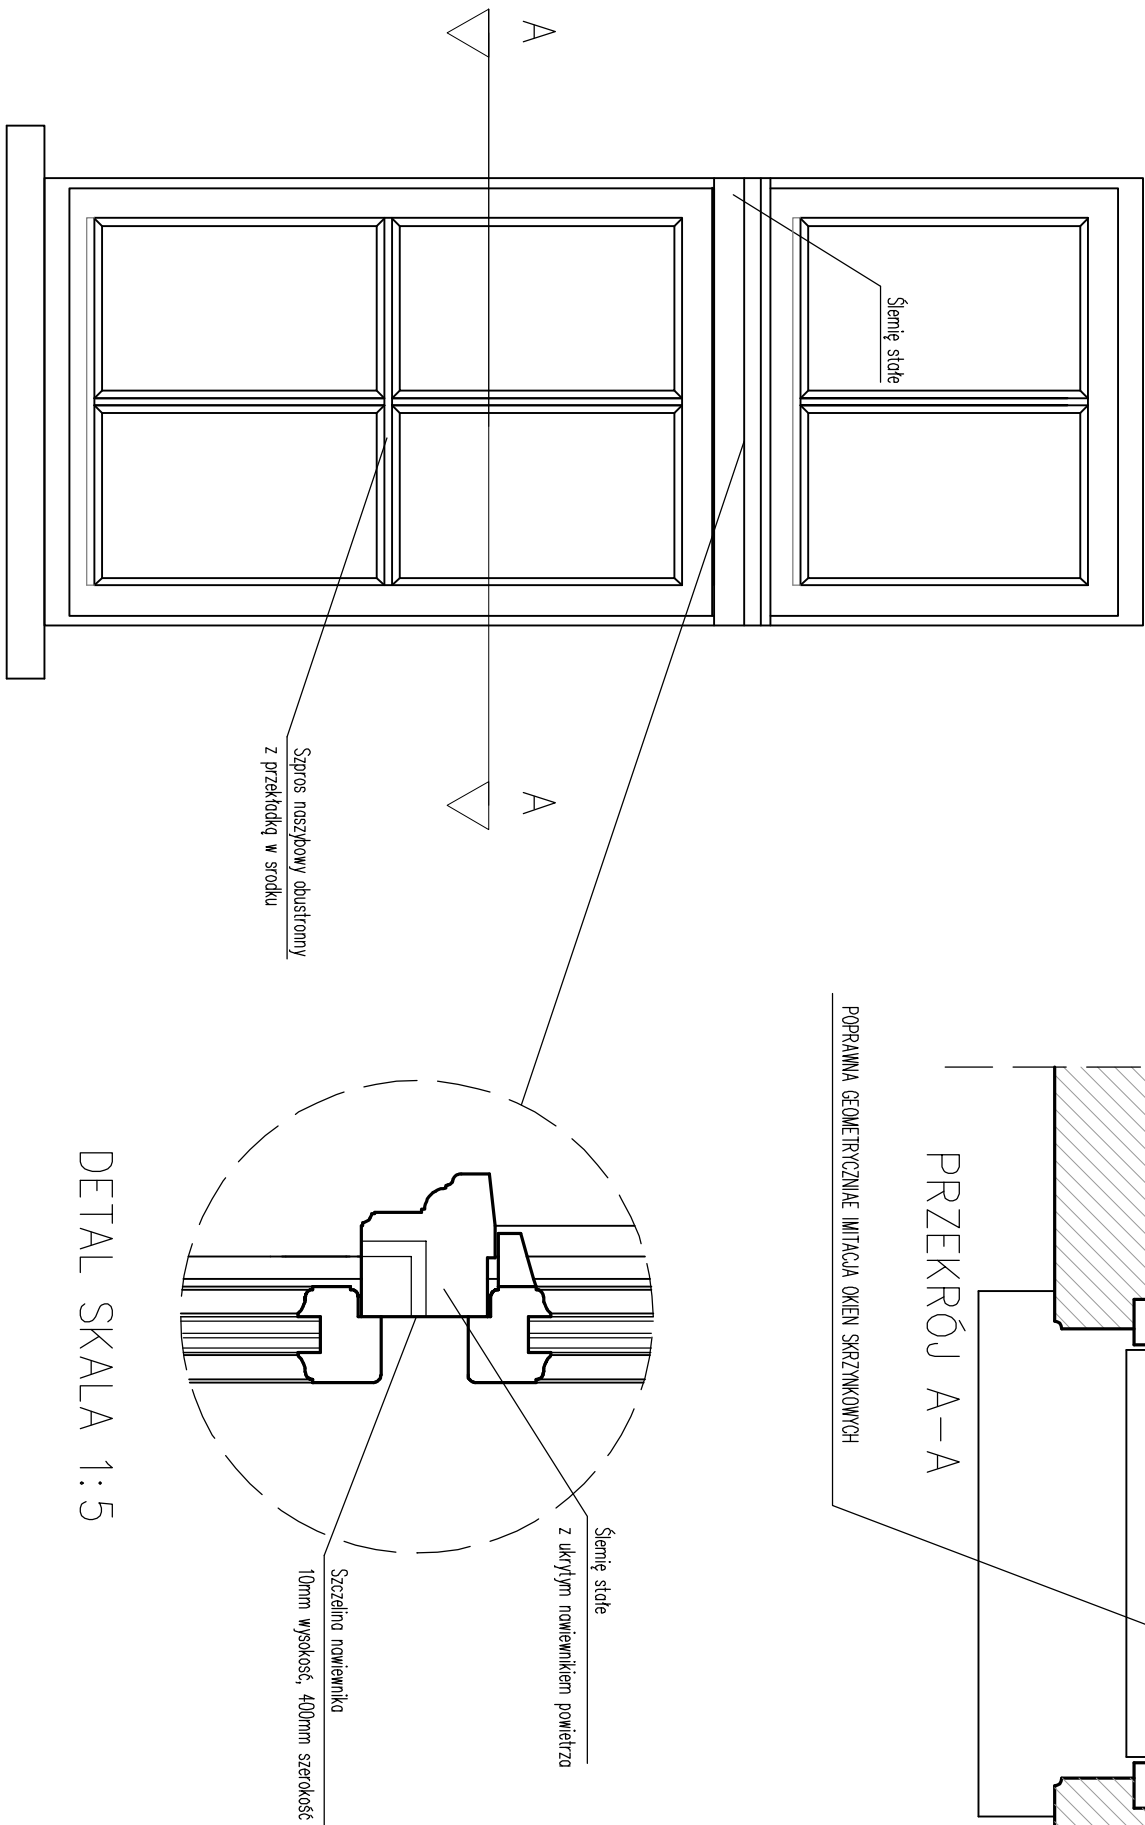 A
A
Ślemię stałe
Szpros naszybowy obustronny
z przekładką w srodku
POPRAWNA GEOMETRYCZNIAE IMITACJA OKIEN SKRZYNKOWYCH
PRZEKRÓJ A-A
Ślemię stałe
z ukrytym nawiewnikiem powietrza
Szczelina nawiewnika
10mm wysokość, 400mm szerokość
DETAL SKALA 1:5